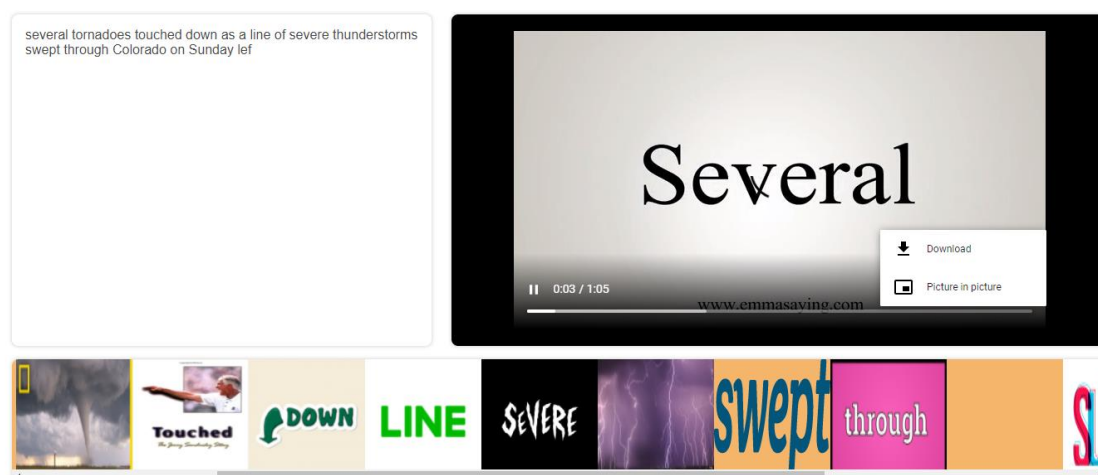 several tornadoes touched down as a line of severe thunderstorms
swept through Colorado on Sunday lef
Several
Download
Picture in picture
0:03 / 1:05
www.emmasaying.com
Touched
DOWN
LINE
SEVERE
swept
through